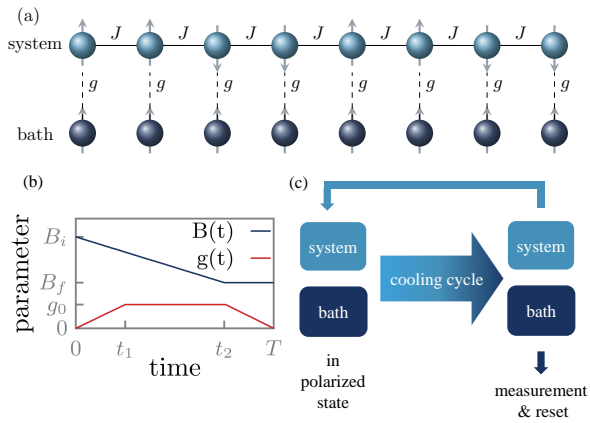 (a)
J J J J J J J
system
g g g g g g g g
bath
(b)
parameter
B_i
B_f
g_0
0
B(t)
g(t)
0 t_1 t_2 T
time
(c)
system system
cooling cycle
bath bath
in
polarized
state
measurement
& reset